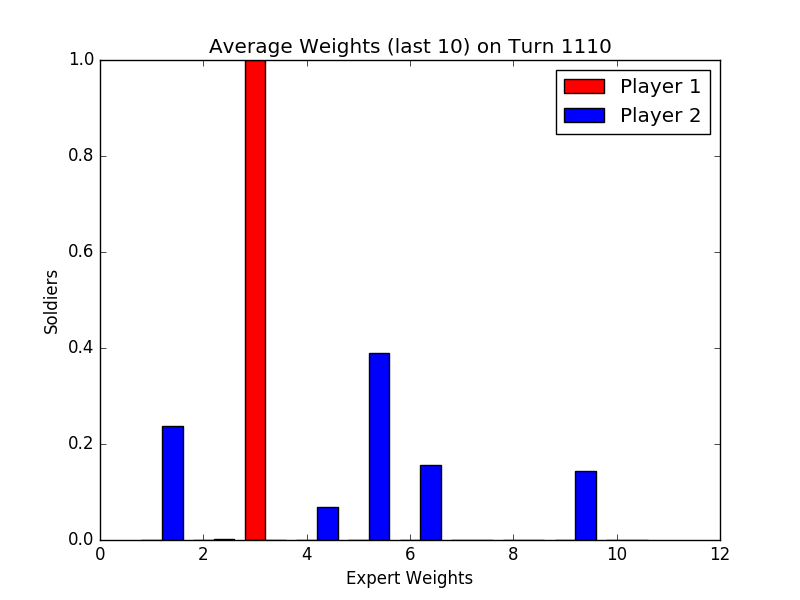 Average Weights (last 10) on Turn 1110
1.0
0.8
0.6
0.4
0.2
0.0
Soldiers
Player 1
Player 2
0 2 4 6 8 10 12
Expert Weights